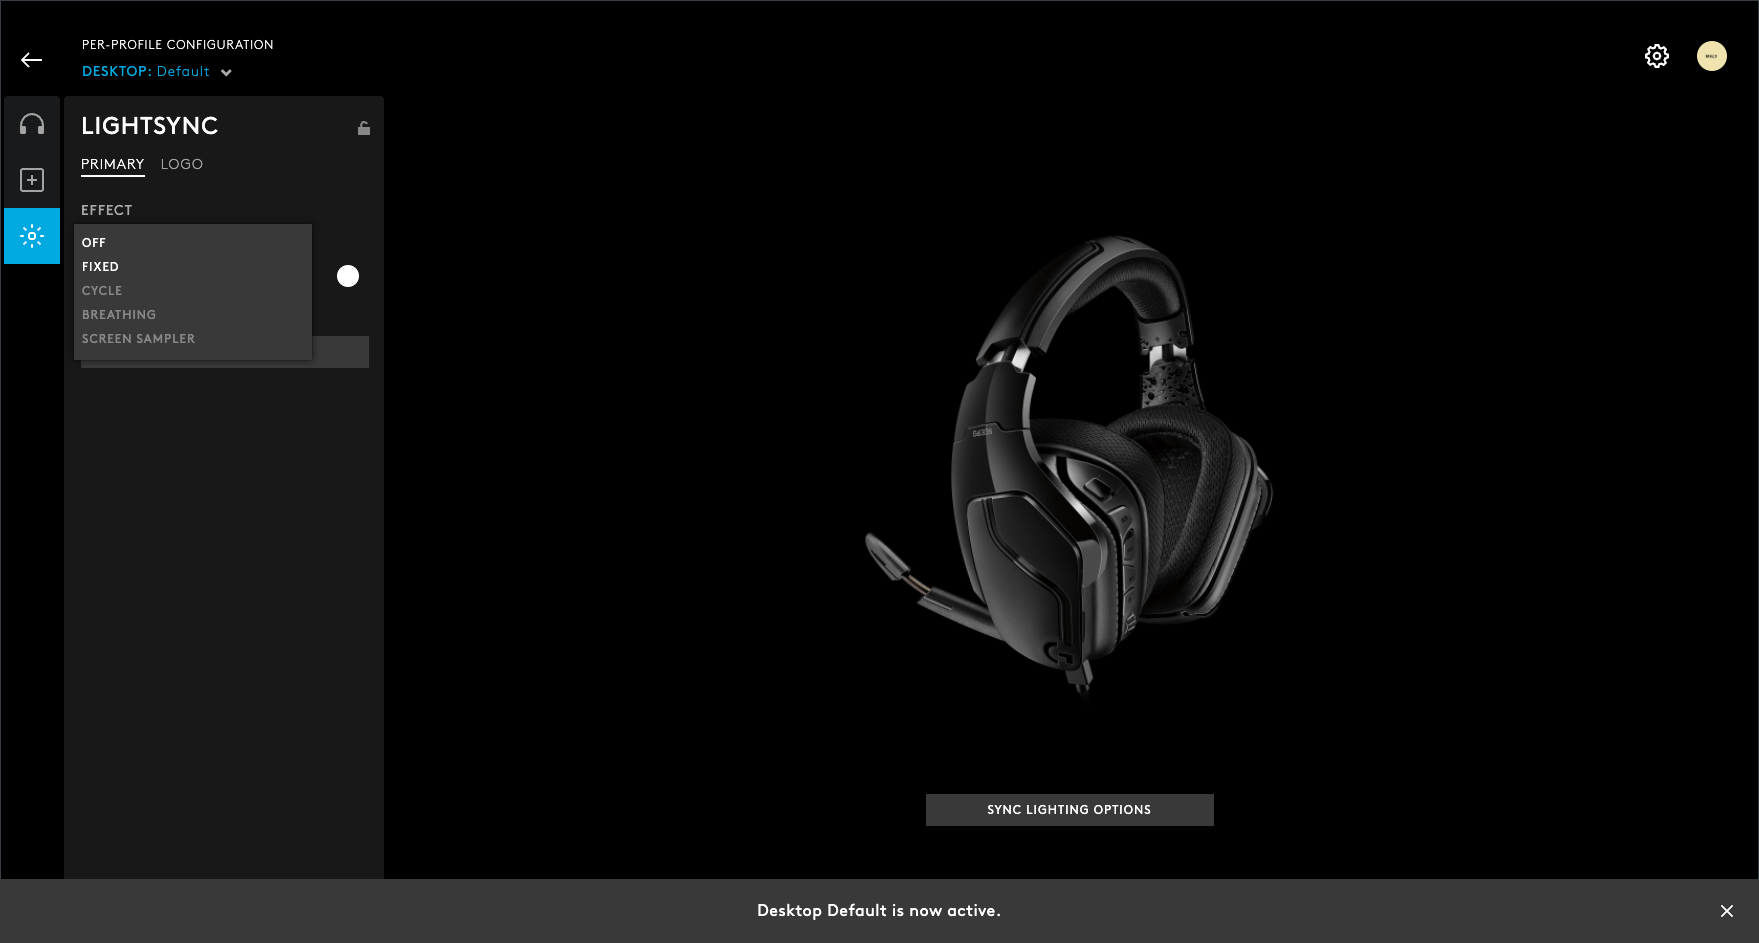 PER-PROFILE CONFIGURATION
DESKTOP: Default
LIGHTSYNC
PRIMARY LOGO
EFFECT
OFF
FIXED
CYCLE
BREATHING
SCREEN SAMPLER
SYNC LIGHTING OPTIONS
Desktop Default is now active.